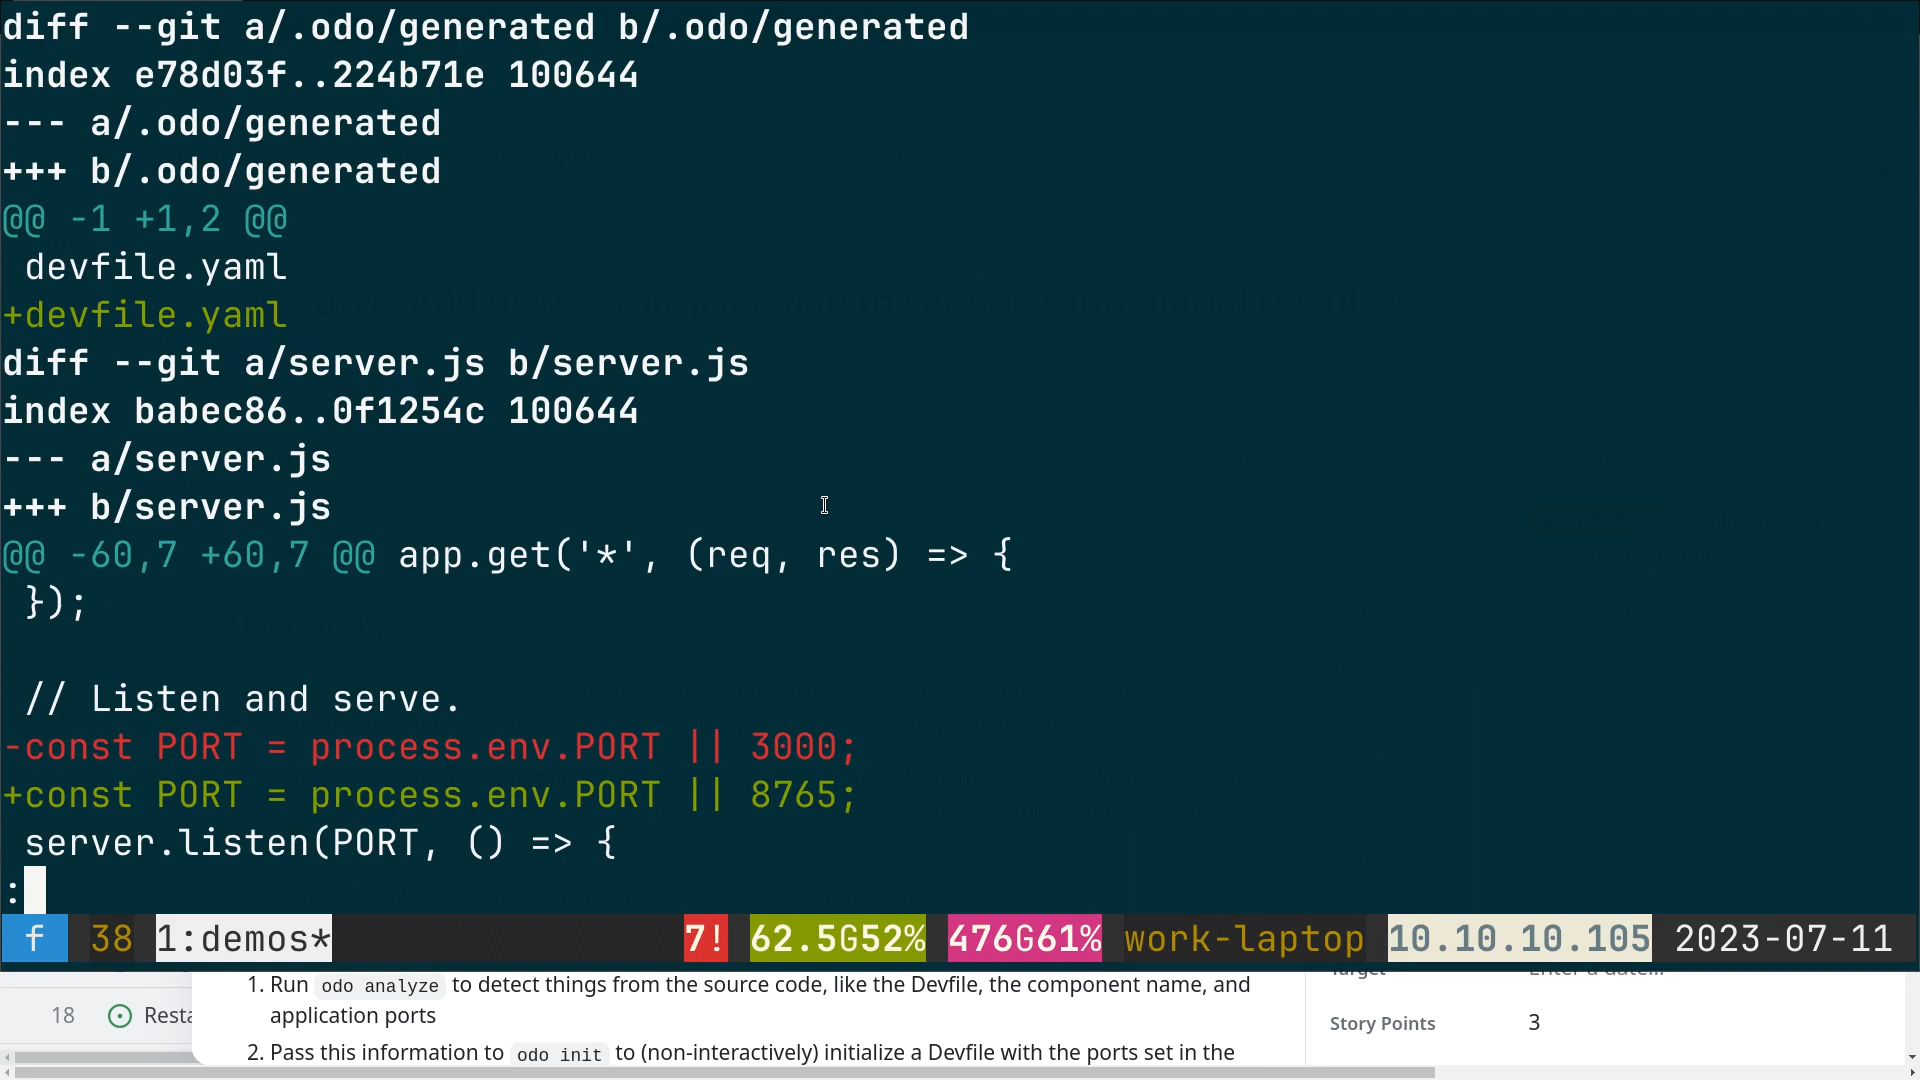 diff --git a/.odo/generated b/.odo/generated
index e78d03f..224b71e 100644
--- a/.odo/generated
+++ b/.odo/generated
@@ -1 +1,2 @@
 devfile.yaml
+devfile.yaml
diff --git a/server.js b/server.js
index babec86..0f1254c 100644
--- a/server.js
+++ b/server.js
@@ -60,7 +60,7 @@ app.get('*', (req, res) => {
 });
 // Listen and serve.
-const PORT = process.env.PORT || 3000;
+const PORT = process.env.PORT || 8765;
 server.listen(PORT, () => {
:
f 38 1:demos* 7! 62.5G52% 476G61% work-laptop 10.10.10.105 2023-07-11
Target Enter a date...
1. Run odo analyze to detect things from the source code, like the Devfile, the component name, and
application ports
18 Resta
Story Points 3
2. Pass this information to odo init to (non-interactively) initialize a Devfile with the ports set in the